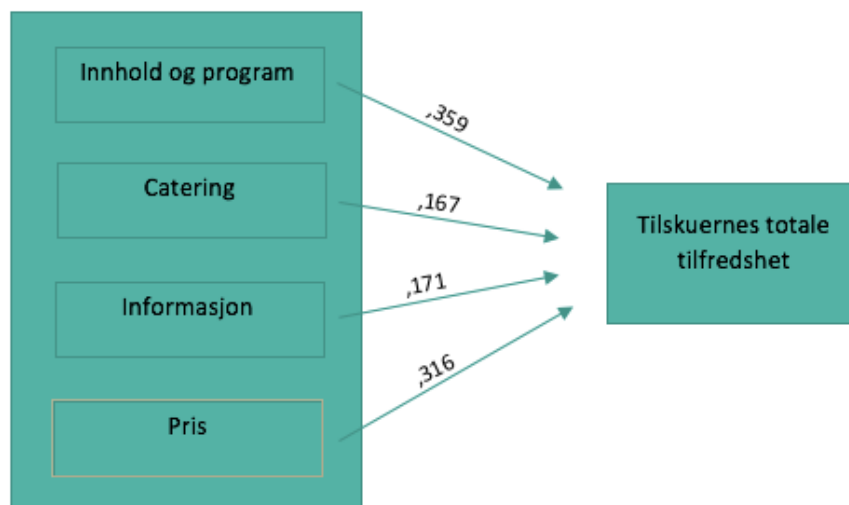 Innhold og program
,359
Catering
,167
Tilskuernes totale
tilfredshet
Informasjon
,171
Pris
,316